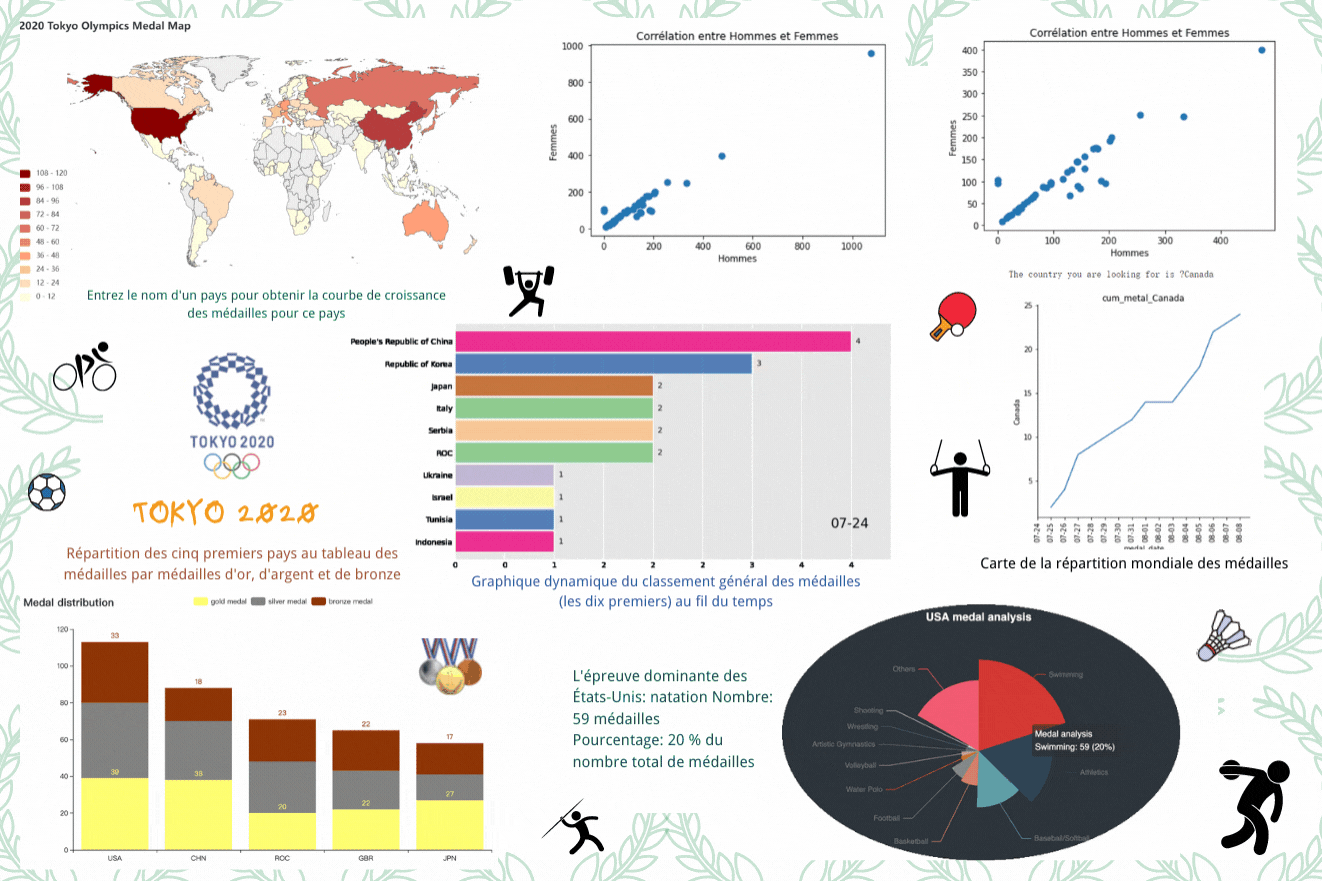 2020 Tokyo Olympics Medal Map
108 - 120
96 - 108
84 - 96
72 - 84
60 - 72
48 - 60
36 - 48
24 - 36
12 - 24
0 - 12
Entrez le nom d'un pays pour obtenir la courbe de croissance
des médailles pour ce pays
Corrélation entre Hommes et Femmes
Femmes
1000
800
600
400
200
0
0 200 400 600 800 1000
Hommes
Corrélation entre Hommes et Femmes
Femmes
400
350
300
250
200
150
100
50
0
0 100 200 300 400
Hommes
The country you are looking for is ?Canada
cum_metal_Canada
Canada
25
20
15
10
5
07-24 07-25 07-26 07-27 07-28 07-29 07-30 07-31 08-01 08-02 08-03 08-04 08-05 08-06 08-07 08-08
medal_date
Carte de la répartition mondiale des médailles
TOKYO 2020
TOKYO 2020
People's Republic of China 4
Republic of Korea 3
Japan 2
Italy 2
Serbia 2
ROC 2
Ukraine 1
Israel 1
Tunisia 1
Indonesia 1
07-24
0 0 1 2 2 2 3 4 4
Graphique dynamique du classement général des médailles
(les dix premiers) au fil du temps
Répartition des cinq premiers pays au tableau des
médailles par médailles d'or, d'argent et de bronze
Medal distribution
gold medal silver medal bronze medal
120
100
80
60
40
20
0
33
18
23
22
17
39
38
20
22
27
USA CHN ROC GBR JPN
L'épreuve dominante des
États-Unis: natation Nombre:
59 médailles
Pourcentage: 20 % du
nombre total de médailles
USA medal analysis
Others
Swimming
Shooting
Wrestling
Artistic Gymnastics
Volleyball
Water Polo
Football
Basketball
Baseball/Softball
Athletics
Medal analysis
Swimming: 59 (20%)